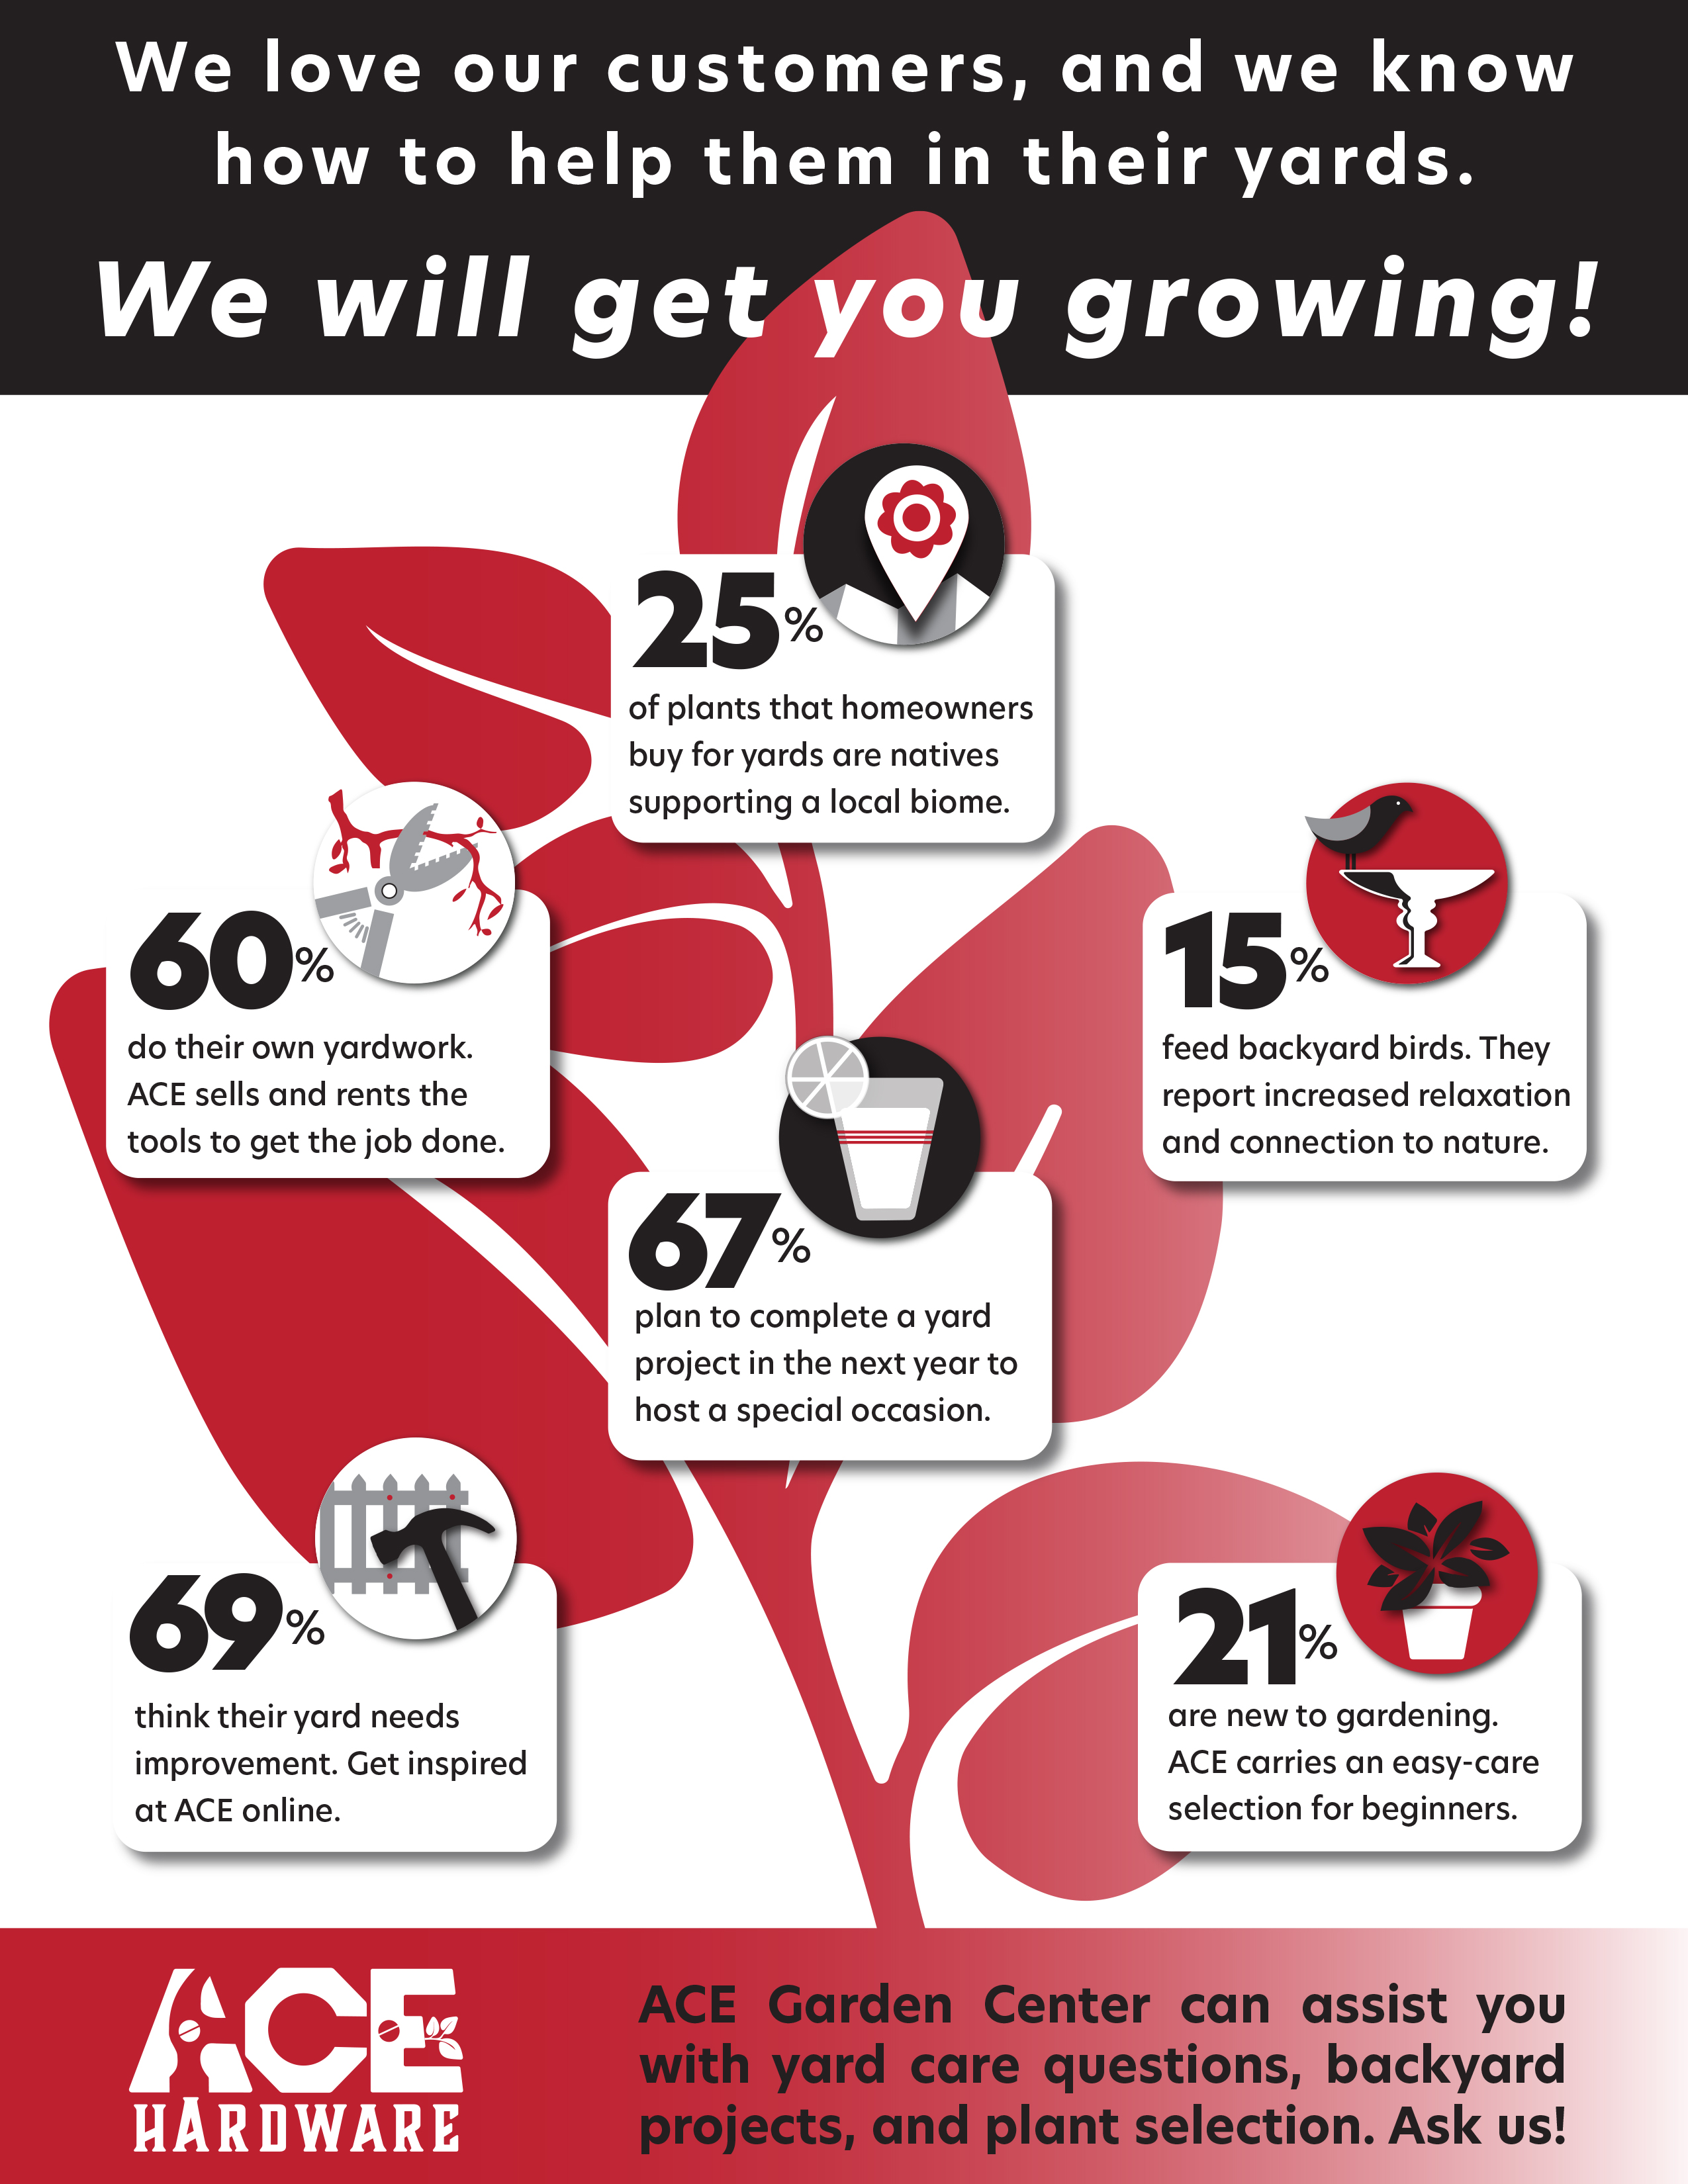 We love our customers, and we know
how to help them in their yards.
We will get you growing!
25%
of plants that homeowners
buy for yards are natives
supporting a local biome.
60%
do their own yardwork.
ACE sells and rents the
tools to get the job done.
15%
feed backyard birds. They
report increased relaxation
and connection to nature.
67%
plan to complete a yard
project in the next year to
host a special occasion.
69%
think their yard needs
improvement. Get inspired
at ACE online.
21%
are new to gardening.
ACE carries an easy-care
selection for beginners.
ACE
HARDWARE
ACE Garden Center can assist you
with yard care questions, backyard
projects, and plant selection. Ask us!